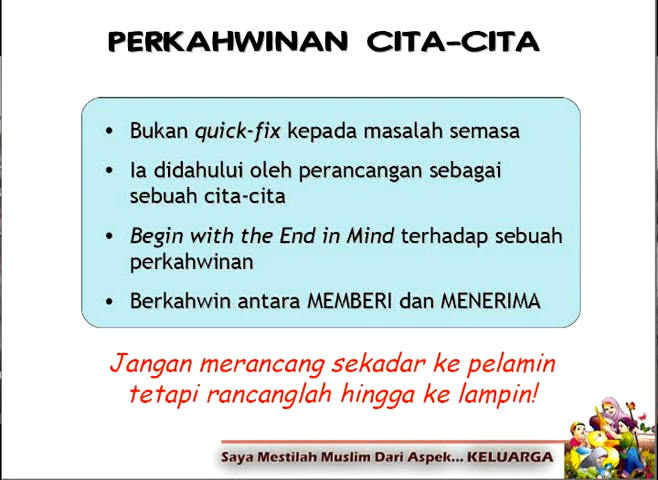 PERKAHWINAN CITA-CITA
• Bukan quick-fix kepada masalah semasa
• Ia didahului oleh perancangan sebagai
sebuah cita-cita
• Begin with the End in Mind terhadap sebuah
perkahwinan
• Berkahwin antara MEMBERI dan MENERIMA
Jangan merancang sekadar ke pelamin
tetapi rancanglah hingga ke lampin!
Saya Mestilah Muslim Dari Aspek... KELUARGA